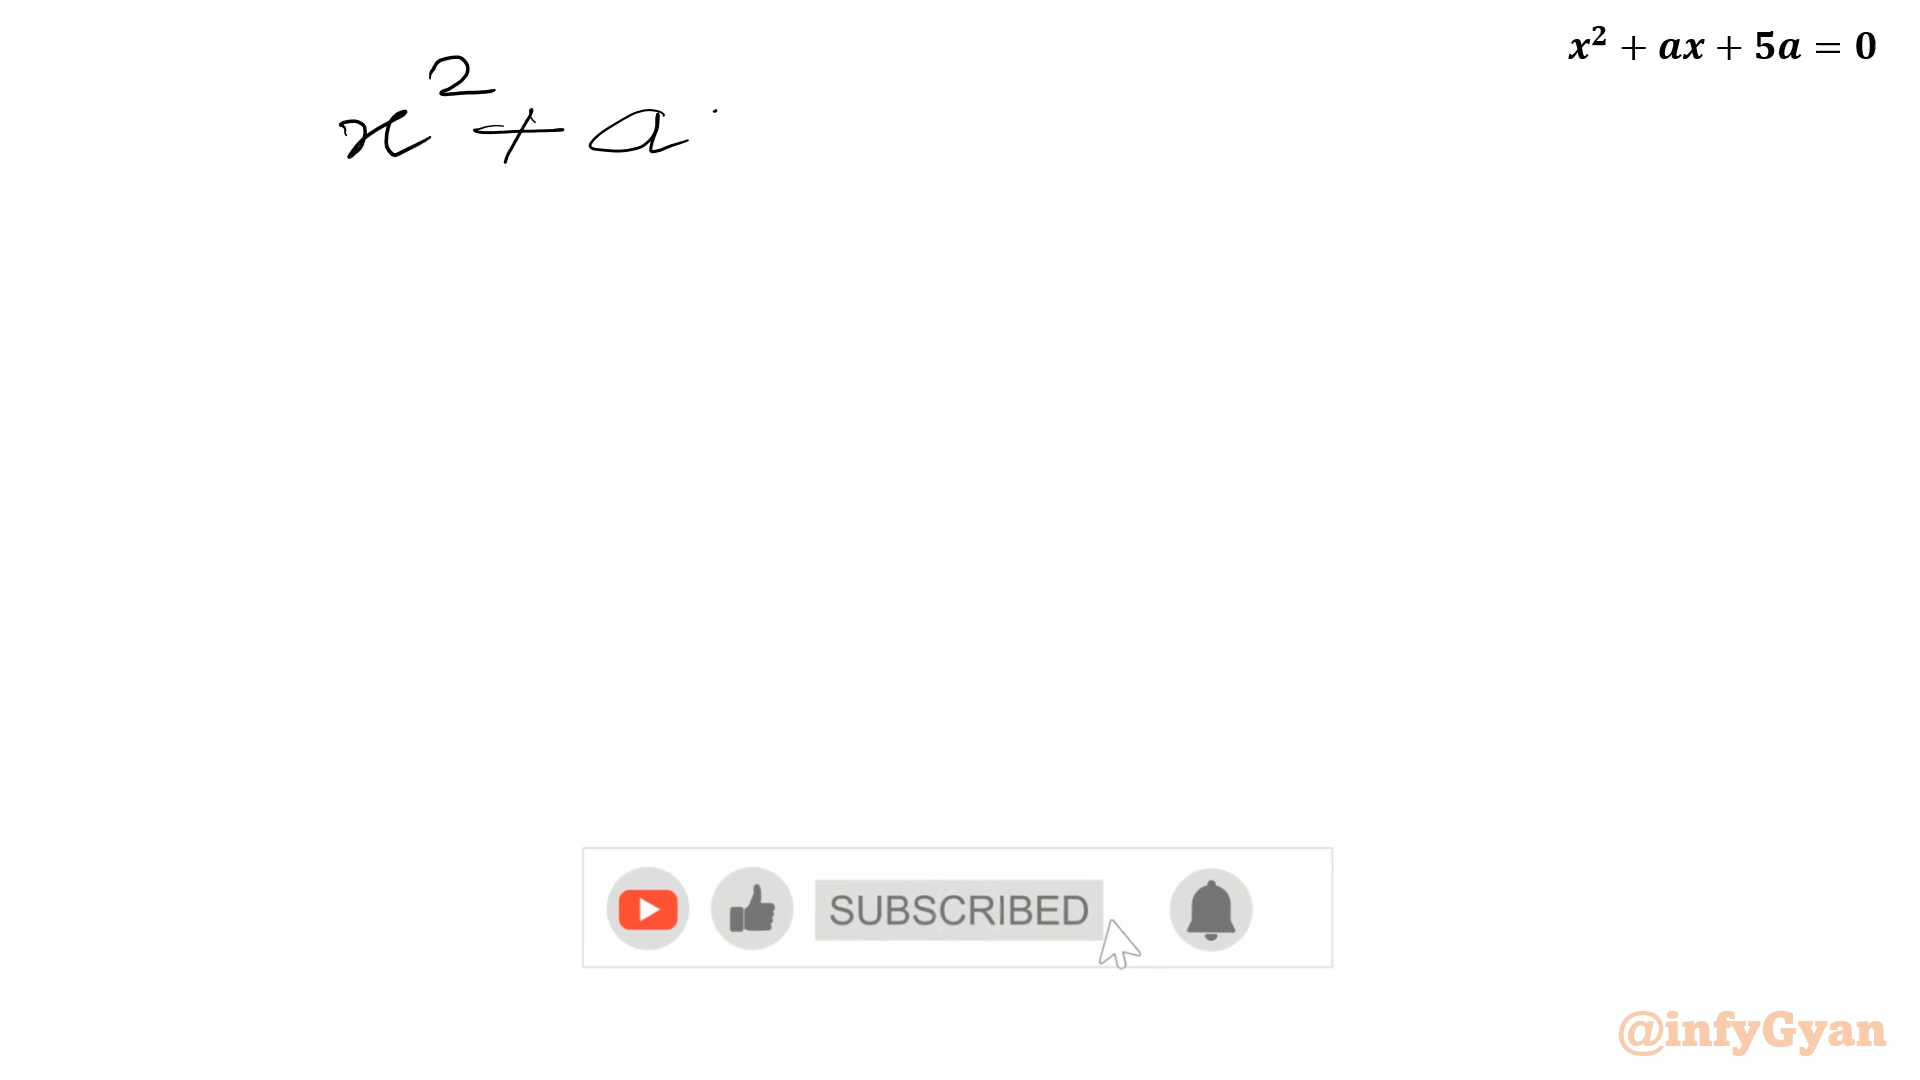 x² + ax + 5a = 0
x² + a
SUBSCRIBED
@infyGyan